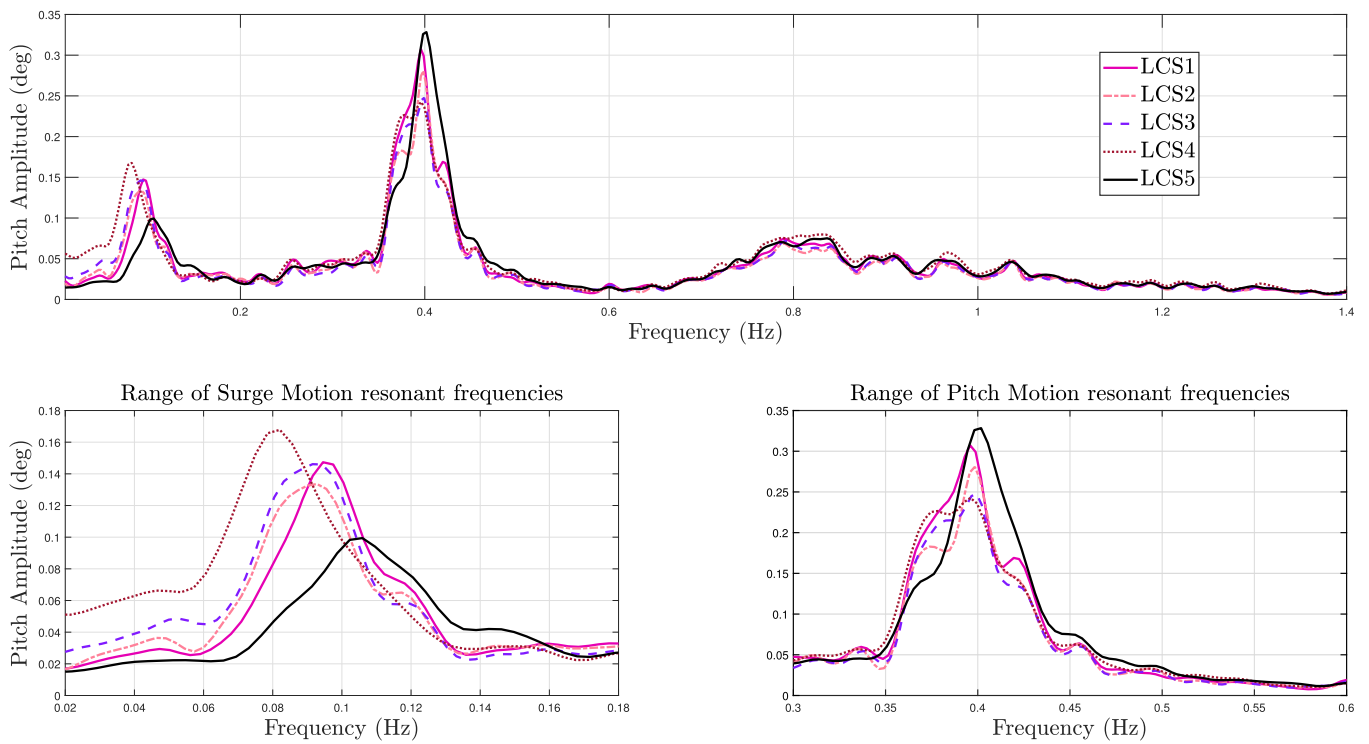 0.35
0.3
0.25
0.2
0.15
0.1
0.05
0
Pitch Amplitude (deg)
0.2 0.4 0.6 0.8 1 1.2 1.4
Frequency (Hz)
LCS1
LCS2
LCS3
LCS4
LCS5
Range of Surge Motion resonant frequencies
0.18
0.16
0.14
0.12
0.1
0.08
0.06
0.04
0.02
0
Pitch Amplitude (deg)
0.02 0.04 0.06 0.08 0.1 0.12 0.14 0.16 0.18
Frequency (Hz)
Range of Pitch Motion resonant frequencies
0.35
0.3
0.25
0.2
0.15
0.1
0.05
0
0.3 0.35 0.4 0.45 0.5 0.55 0.6
Frequency (Hz)